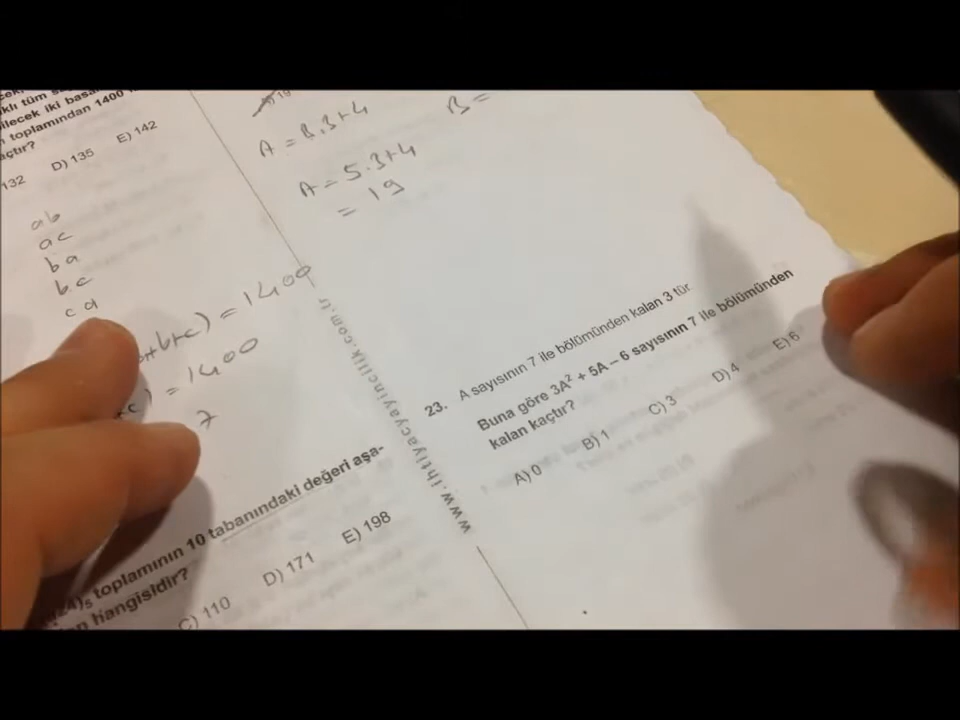 klı tüm
ilecek iki
n toplamından 1400
açtır?
132 D) 135 E) 142
ab
ac
ba
bc
ca
b+c) = 1400
) = 1400
7
toplamının 10 tabanındaki değeri aşa-
hangisidir?
C) 110 D) 171 E) 198
www.ihtiyacyayincilik.com.tr
A = B.3+4 B =
A = 5.3+4
= 19
23. A sayısının 7 ile bölümünden kalan 3 tür
Buna göre 3A² + 5A – 6 sayısının 7 ile bölümünden
kalan kaçtır?
A) 0 B) 1 C) 3 D) 4 E) 6